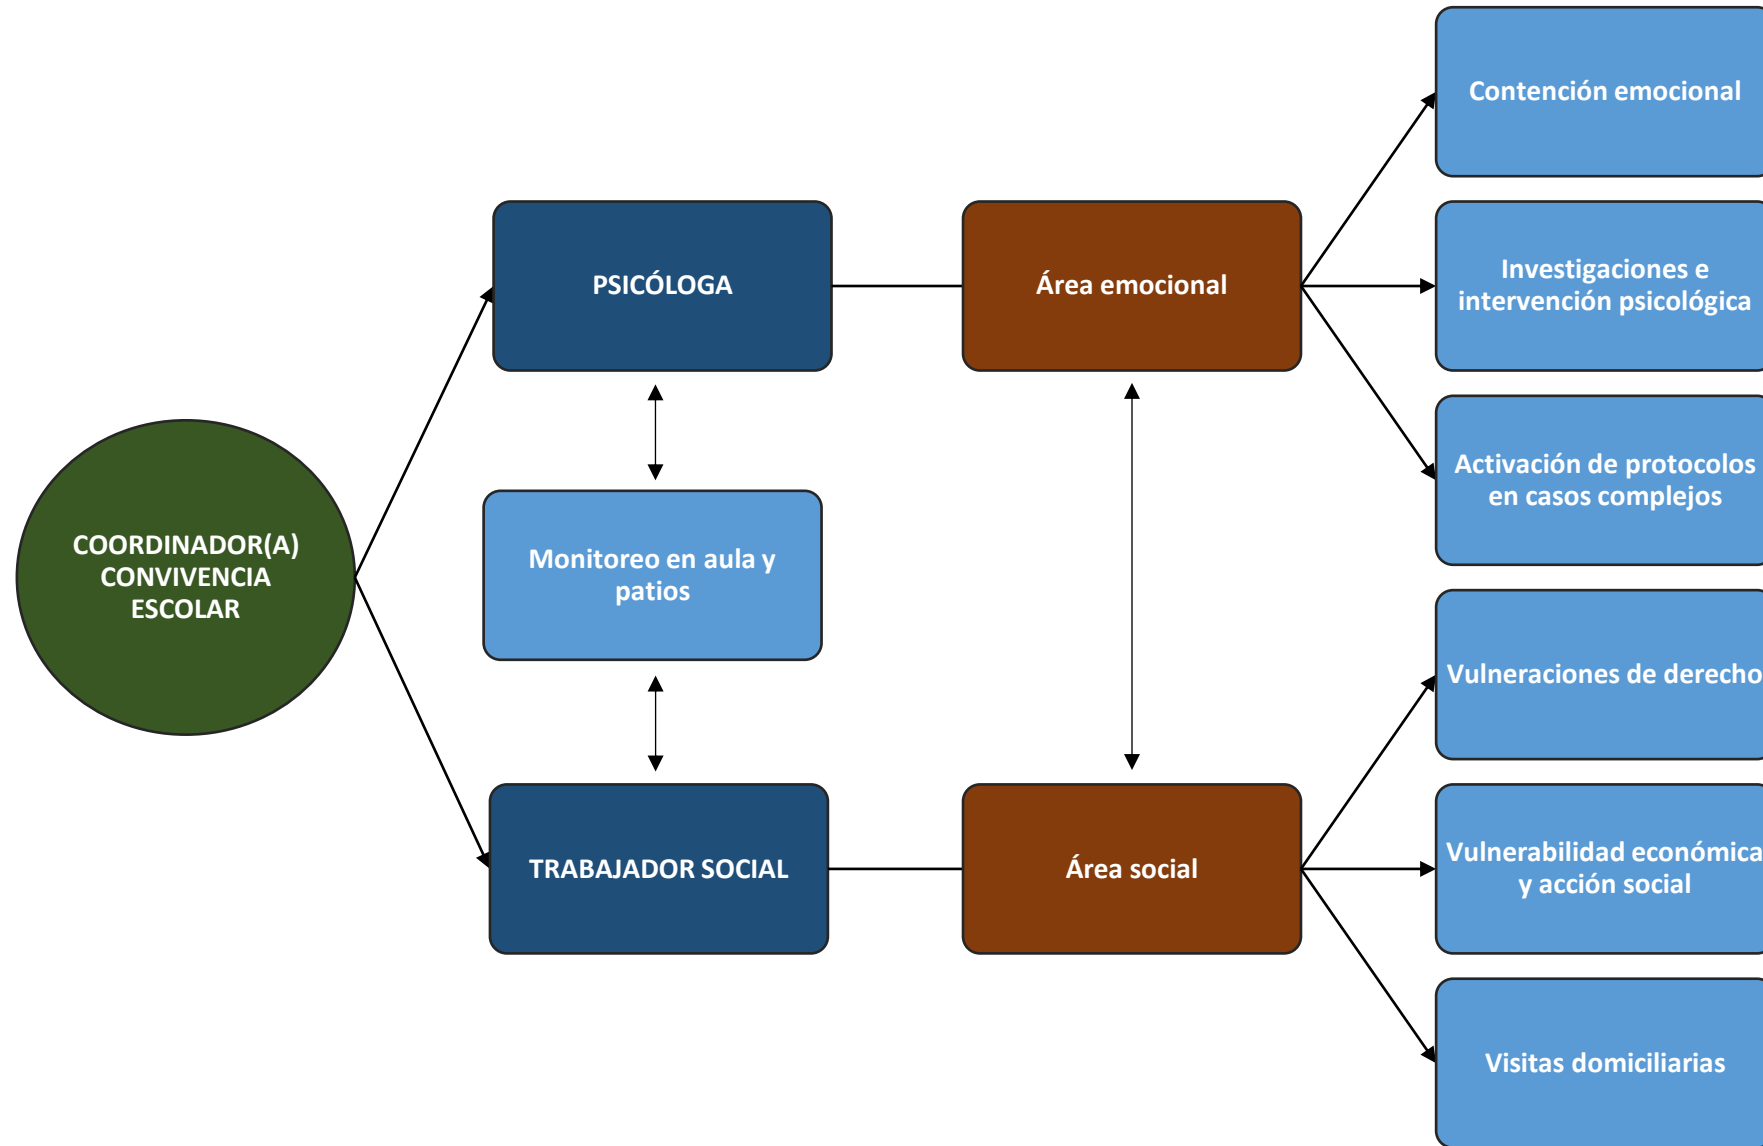 COORDINADOR(A)
CONVIVENCIA
ESCOLAR
PSICÓLOGA
Monitoreo en aula y
patios
TRABAJADOR SOCIAL
Área emocional
Área social
Contención emocional
Investigaciones e
intervención psicológica
Activación de protocolos
en casos complejos
Vulneraciones de derecho
Vulnerabilidad económica
y acción social
Visitas domiciliarias